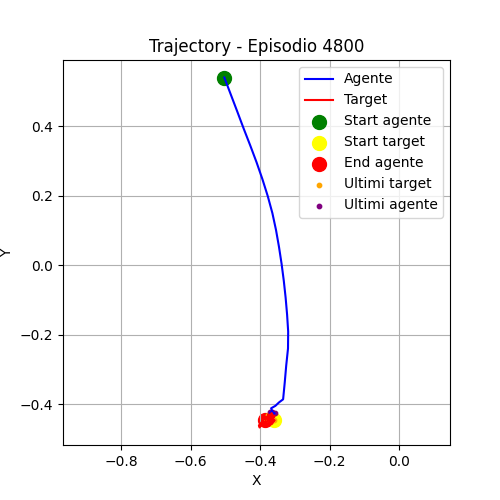 Trajectory - Episodio 4800
Agente
Target
Start agente
Start target
End agente
Ultimi target
Ultimi agente
Y
0.4
0.2
0.0
−0.2
−0.4
−0.8
−0.6
−0.4
−0.2
0.0
X